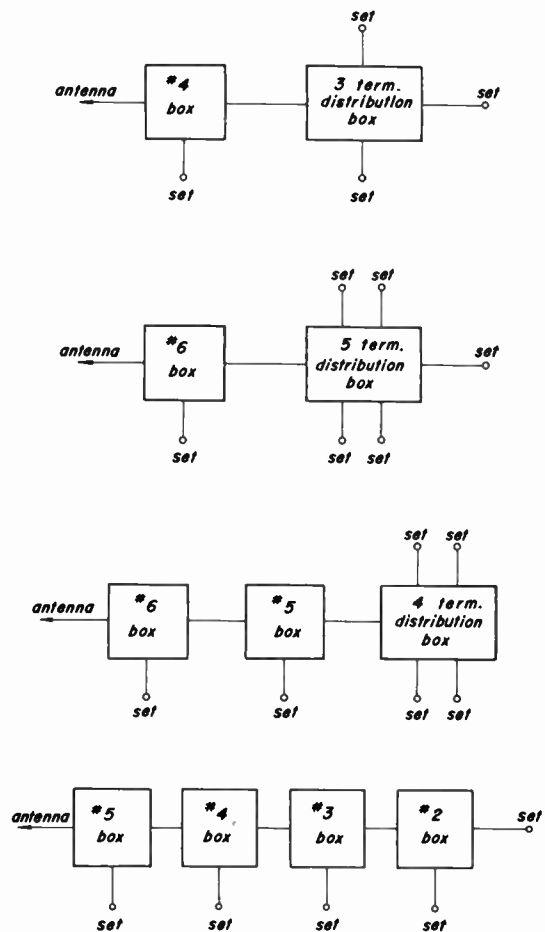 set
antenna
#4
box
3 term.
distribution
box
set
set
set
set set
antenna
#6
box
5 term.
distribution
box
set
set
set set
set set
antenna
#6
box
#5
box
4 term.
distribution
box
set
set
set set
antenna
#5
box
#4
box
#3
box
#2
box
set
set
set
set
set